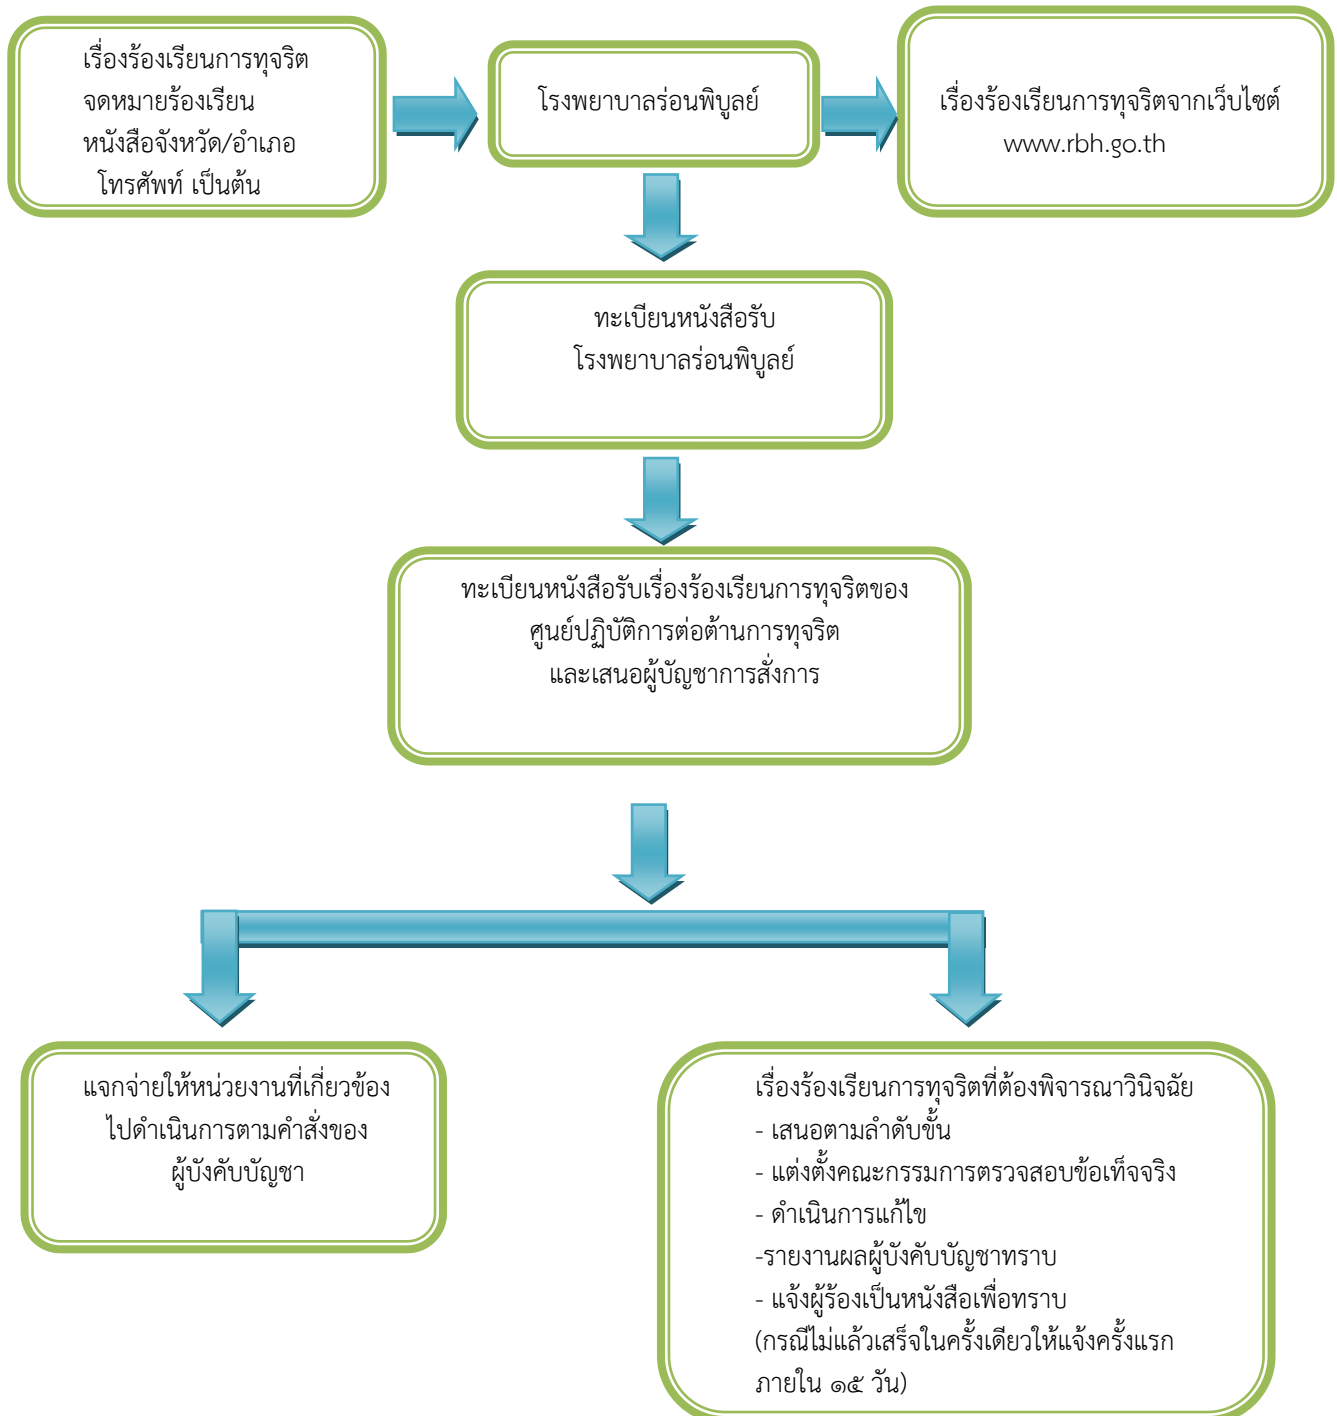 เรื่องร้องเรียนการทุจริต
จดหมายร้องเรียน
หนังสือจังหวัด/อำเภอ
โทรศัพท์ เป็นต้น
โรงพยาบาลร่อนพิบูลย์
เรื่องร้องเรียนการทุจริตจากเว็บไซต์
www.rbh.go.th
ทะเบียนหนังสือรับ
โรงพยาบาลร่อนพิบูลย์
ทะเบียนหนังสือรับเรื่องร้องเรียนการทุจริตของ
ศูนย์ปฏิบัติการต่อต้านการทุจริต
และเสนอผู้บัญชาการสั่งการ
แจกจ่ายให้หน่วยงานที่เกี่ยวข้อง
ไปดำเนินการตามคำสั่งของ
ผู้บังคับบัญชา
เรื่องร้องเรียนการทุจริตที่ต้องพิจารณาวินิจฉัย
- เสนอตามลำดับขั้น
- แต่งตั้งคณะกรรมการตรวจสอบข้อเท็จจริง
- ดำเนินการแก้ไข
-รายงานผลผู้บังคับบัญชาทราบ
- แจ้งผู้ร้องเป็นหนังสือเพื่อทราบ
(กรณีไม่แล้วเสร็จในครั้งเดียวให้แจ้งครั้งแรก
ภายใน ๑๕ วัน)